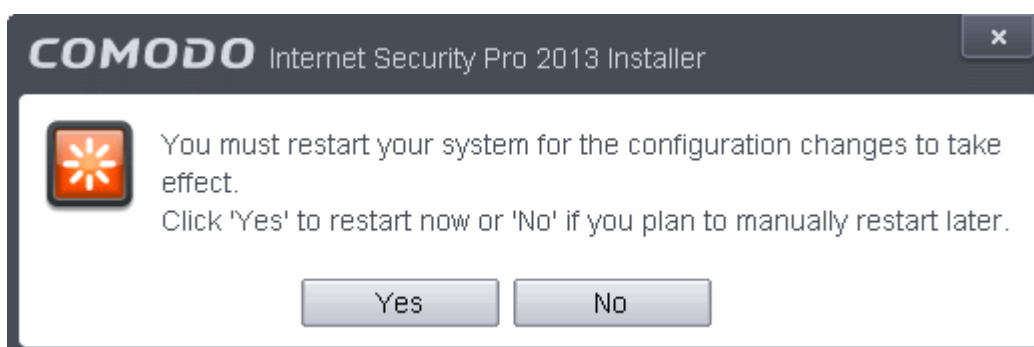 COMODO Internet Security Pro 2013 Installer
You must restart your system for the configuration changes to take
effect.
Click 'Yes' to restart now or 'No' if you plan to manually restart later.
Yes No